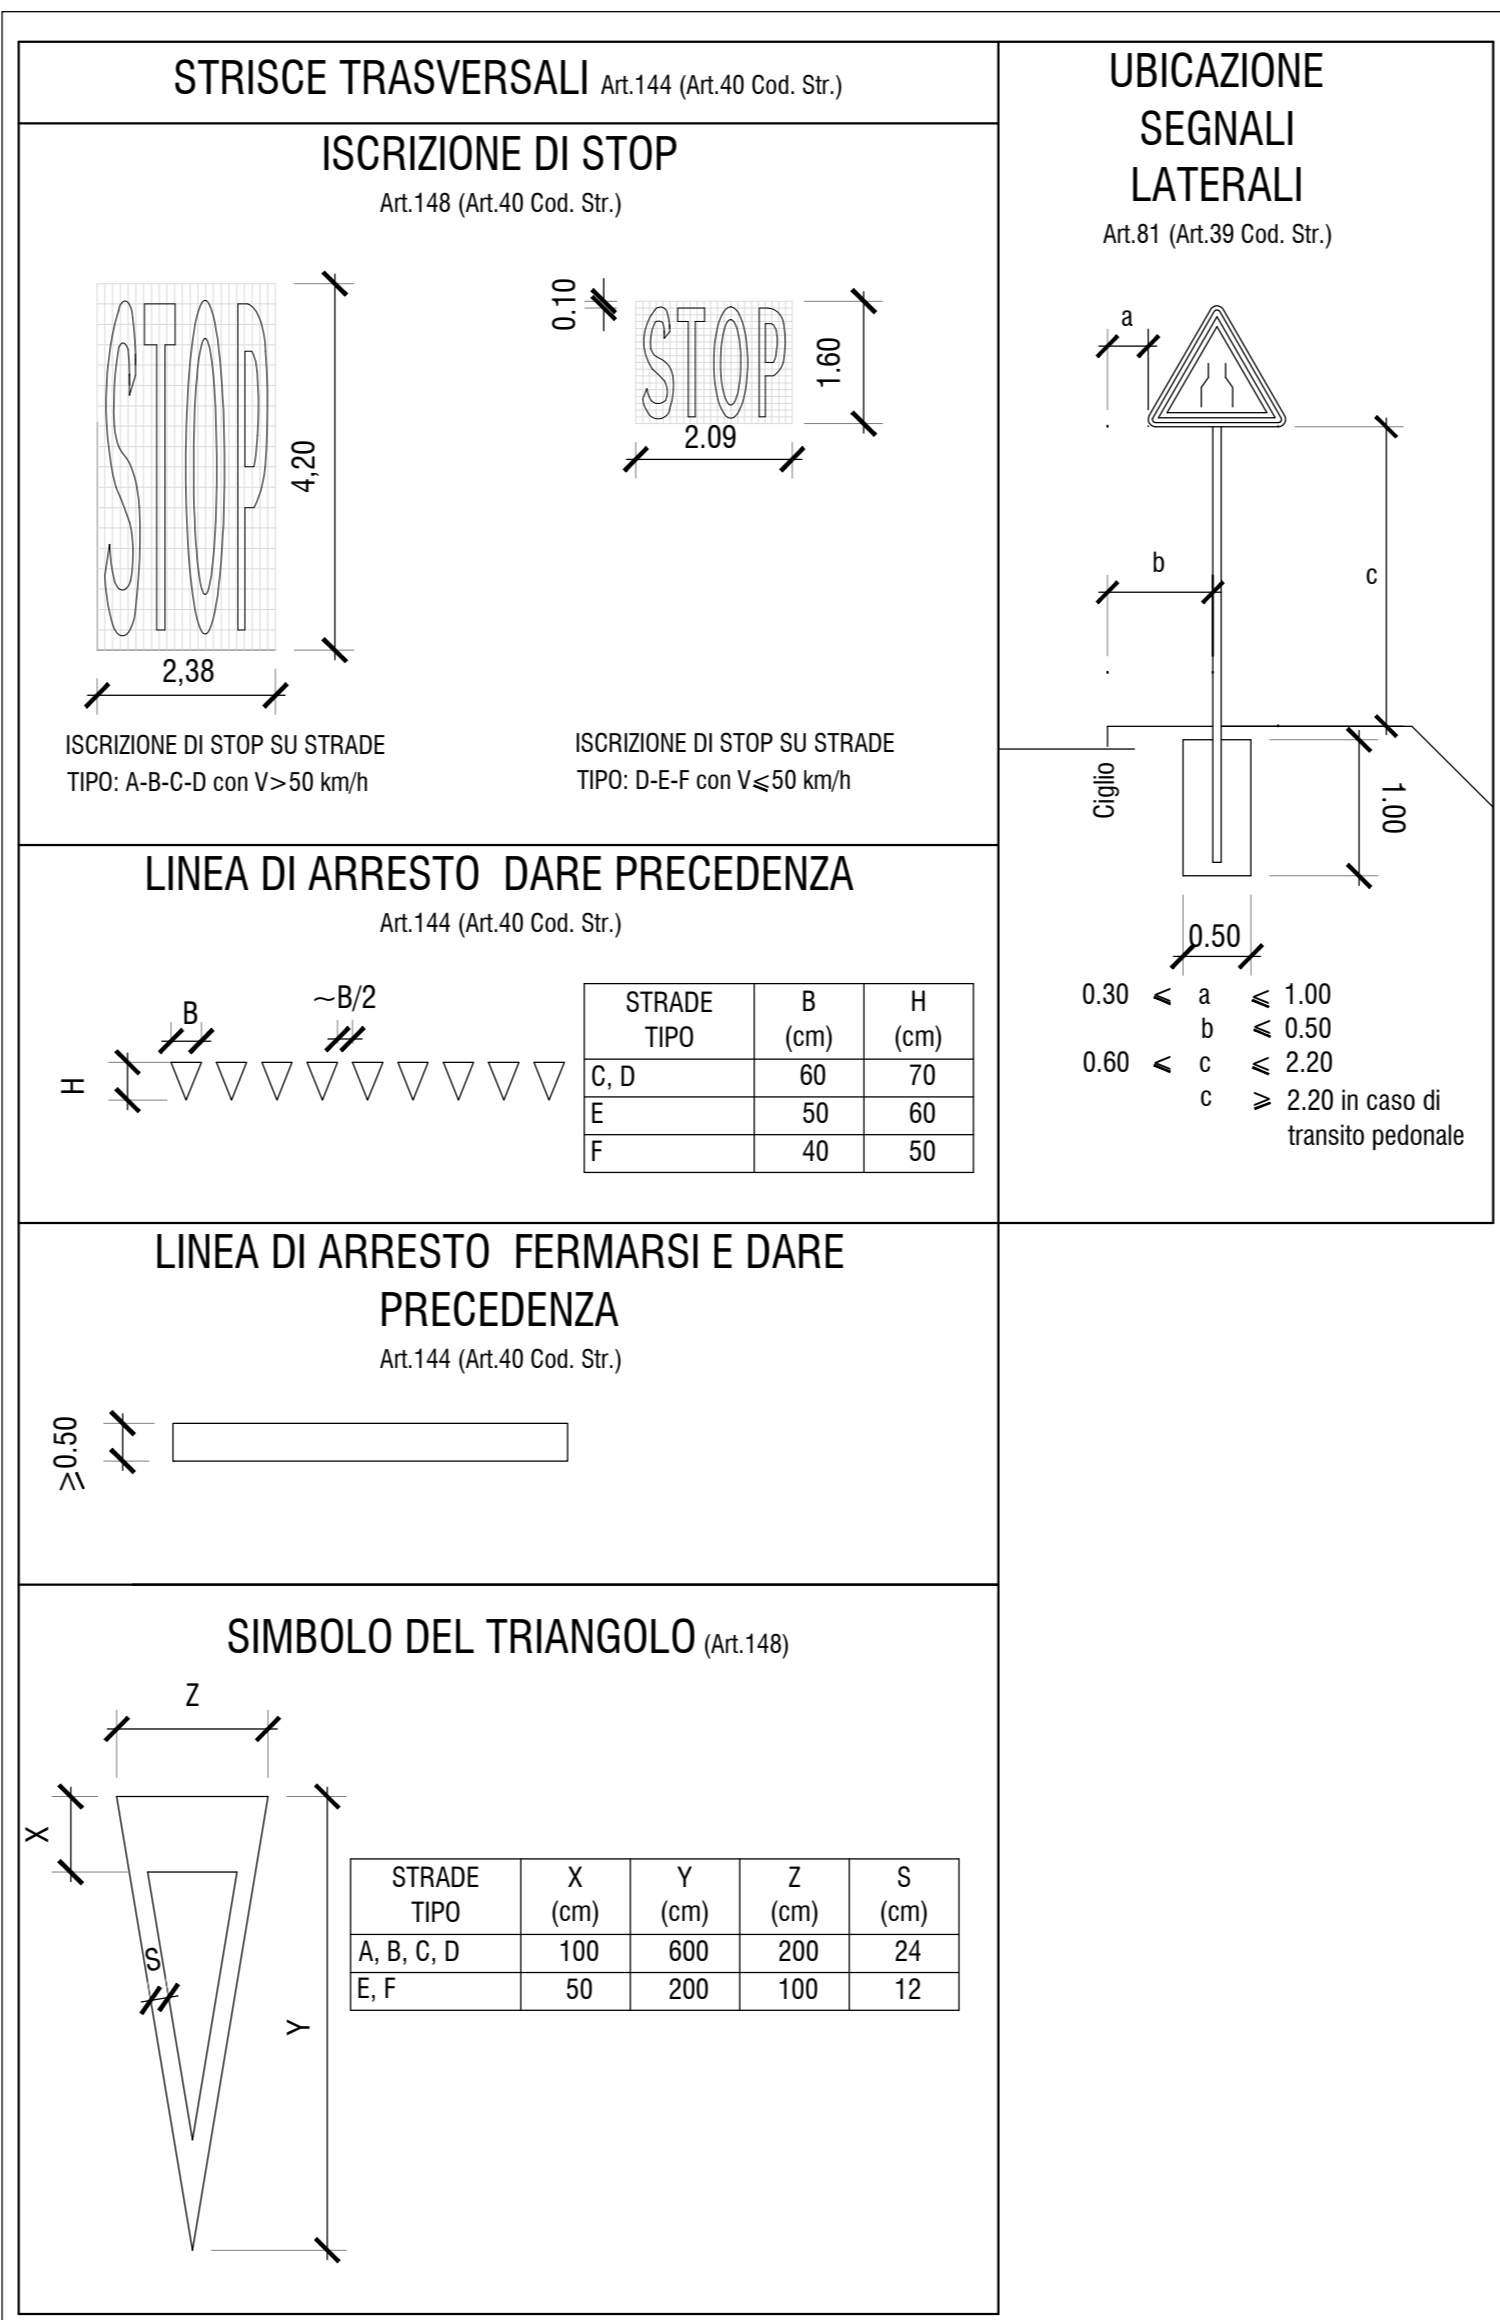 STRISCE TRASVERSALI Art.144 (Art.40 Cod. Str.)
ISCRIZIONE DI STOP
Art.148 (Art.40 Cod. Str.)
STOP
4,20
2,38
ISCRIZIONE DI STOP SU STRADE
TIPO: A-B-C-D con V>50 km/h
0.10
STOP
1.60
2.09
ISCRIZIONE DI STOP SU STRADE
TIPO: D-E-F con V⩽50 km/h
LINEA DI ARRESTO DARE PRECEDENZA
Art.144 (Art.40 Cod. Str.)
B
~B/2
H
STRADE TIPO B (cm) H (cm)
C, D 60 70
E 50 60
F 40 50
LINEA DI ARRESTO FERMARSI E DARE
PRECEDENZA
Art.144 (Art.40 Cod. Str.)
⩾0.50
SIMBOLO DEL TRIANGOLO (Art.148)
Z
X
S
Y
STRADE TIPO X (cm) Y (cm) Z (cm) S (cm)
A, B, C, D 100 600 200 24
E, F 50 200 100 12
UBICAZIONE
SEGNALI
LATERALI
Art.81 (Art.39 Cod. Str.)
a
b
c
Ciglio
1.00
0.50
0.30 ⩽ a ⩽ 1.00
b ⩽ 0.50
0.60 ⩽ c ⩽ 2.20
c ⩾ 2.20 in caso di
transito pedonale